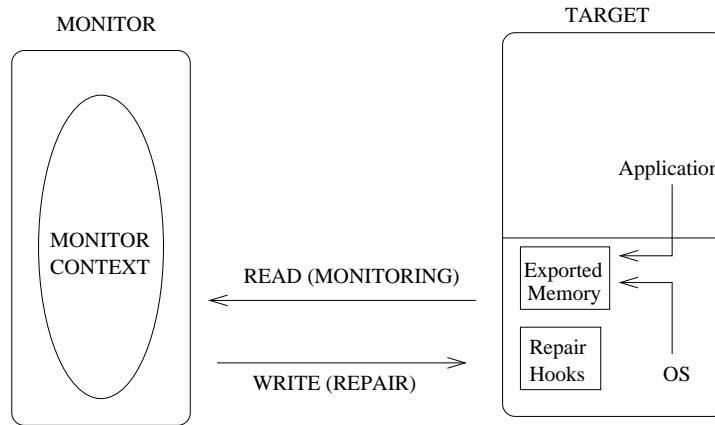 MONITOR
TARGET
Application
MONITOR
CONTEXT
READ (MONITORING)
Exported
Memory
WRITE (REPAIR)
Repair
Hooks
OS